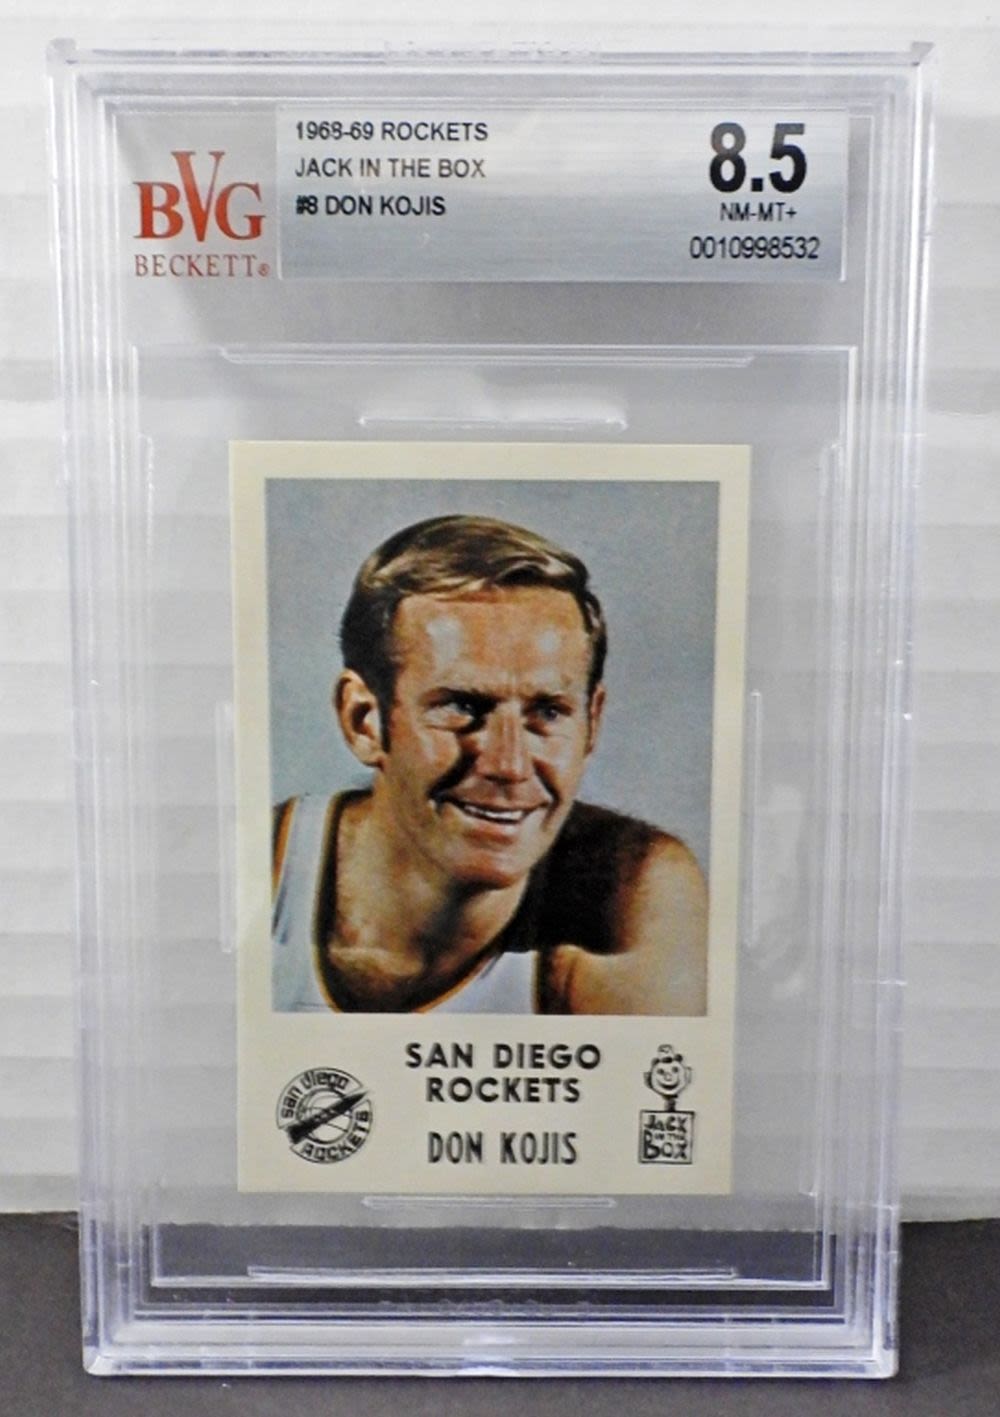 BVG
BECKETT®
1968-69 ROCKETS
JACK IN THE BOX
#8 DON KOJIS
8.5
NM-MT+
0010998532
SAN DIEGO
ROCKETS
DON KOJIS
san diego
ROCKETS
JACK
IN THE
BOX